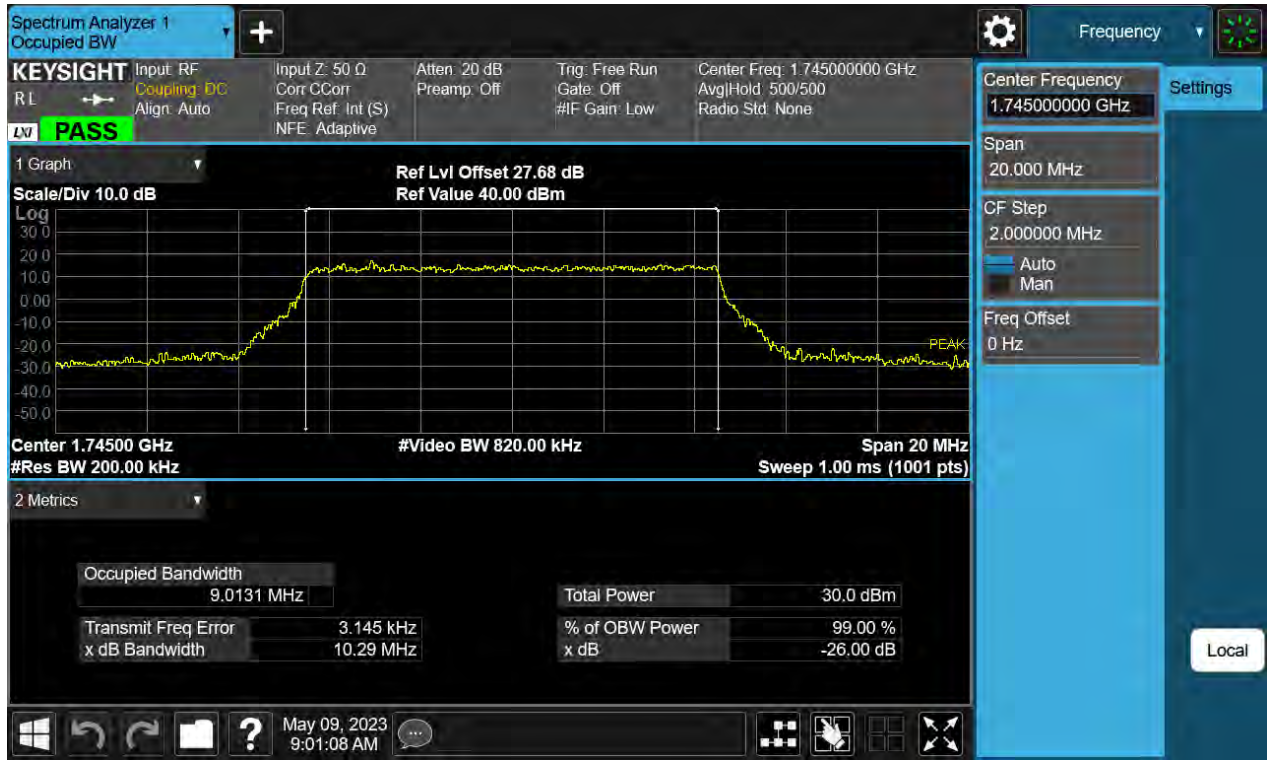 Spectrum Analyzer 1
Occupied BW
Frequency
KEYSIGHT
RL
LXI
PASS
Input: RF
Coupling: DC
Align: Auto
Input Z: 50 Ω
Corr CCorr
Freq Ref: Int (S)
NFE: Adaptive
Atten: 20 dB
Preamp: Off
Trig: Free Run
Gate: Off
#IF Gain: Low
Center Freq: 1.745000000 GHz
Avg|Hold: 500/500
Radio Std: None
Center Frequency
1.745000000 GHz
Settings
Span
20.000 MHz
CF Step
2.000000 MHz
Auto
Man
Freq Offset
0 Hz
1 Graph
Scale/Div 10.0 dB
Ref Lvl Offset 27.68 dB
Ref Value 40.00 dBm
Log
30.0
20.0
10.0
0.00
-10.0
-20.0
-30.0
-40.0
-50.0
PEAK
Center 1.74500 GHz
#Video BW 820.00 kHz
Span 20 MHz
#Res BW 200.00 kHz
Sweep 1.00 ms (1001 pts)
2 Metrics
Occupied Bandwidth
9.0131 MHz
Total Power 30.0 dBm
Transmit Freq Error 3.145 kHz
% of OBW Power 99.00 %
x dB Bandwidth 10.29 MHz
x dB -26.00 dB
Local
?
May 09, 2023
9:01:08 AM